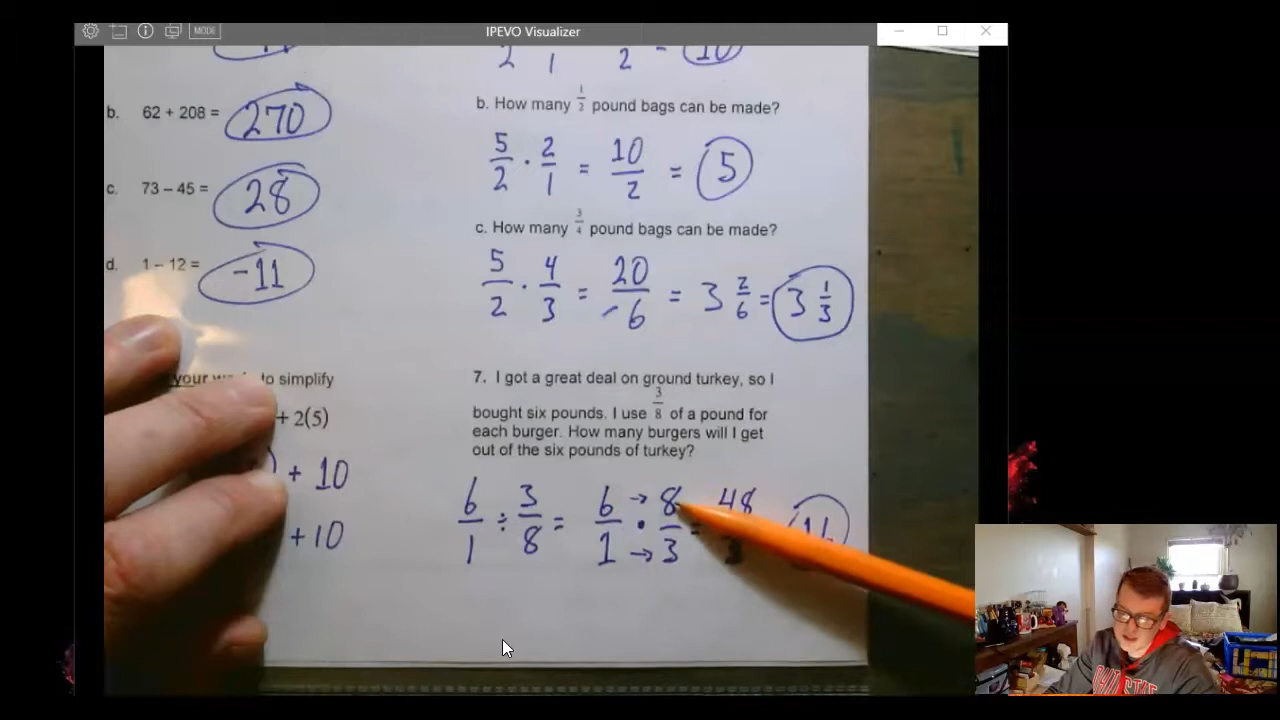 MODE
IPEVO Visualizer
b. 62 + 208 = 270
c. 73 – 45 = 28
d. 1 – 12 = -11
to simplify
+ 2(5)
+ 10
+10
2 1 2 = 10
b. How many 1/2 pound bags can be made?
5/2 · 2/1 = 10/2 = 5
c. How many 3/4 pound bags can be made?
5/2 · 4/3 = 20/6 = 3 2/6 = 3 1/3
7. I got a great deal on ground turkey, so I
bought six pounds. I use 3/8 of a pound for
each burger. How many burgers will I get
out of the six pounds of turkey?
6/1 ÷ 3/8 = 6/1 · 8/3 = 48/3